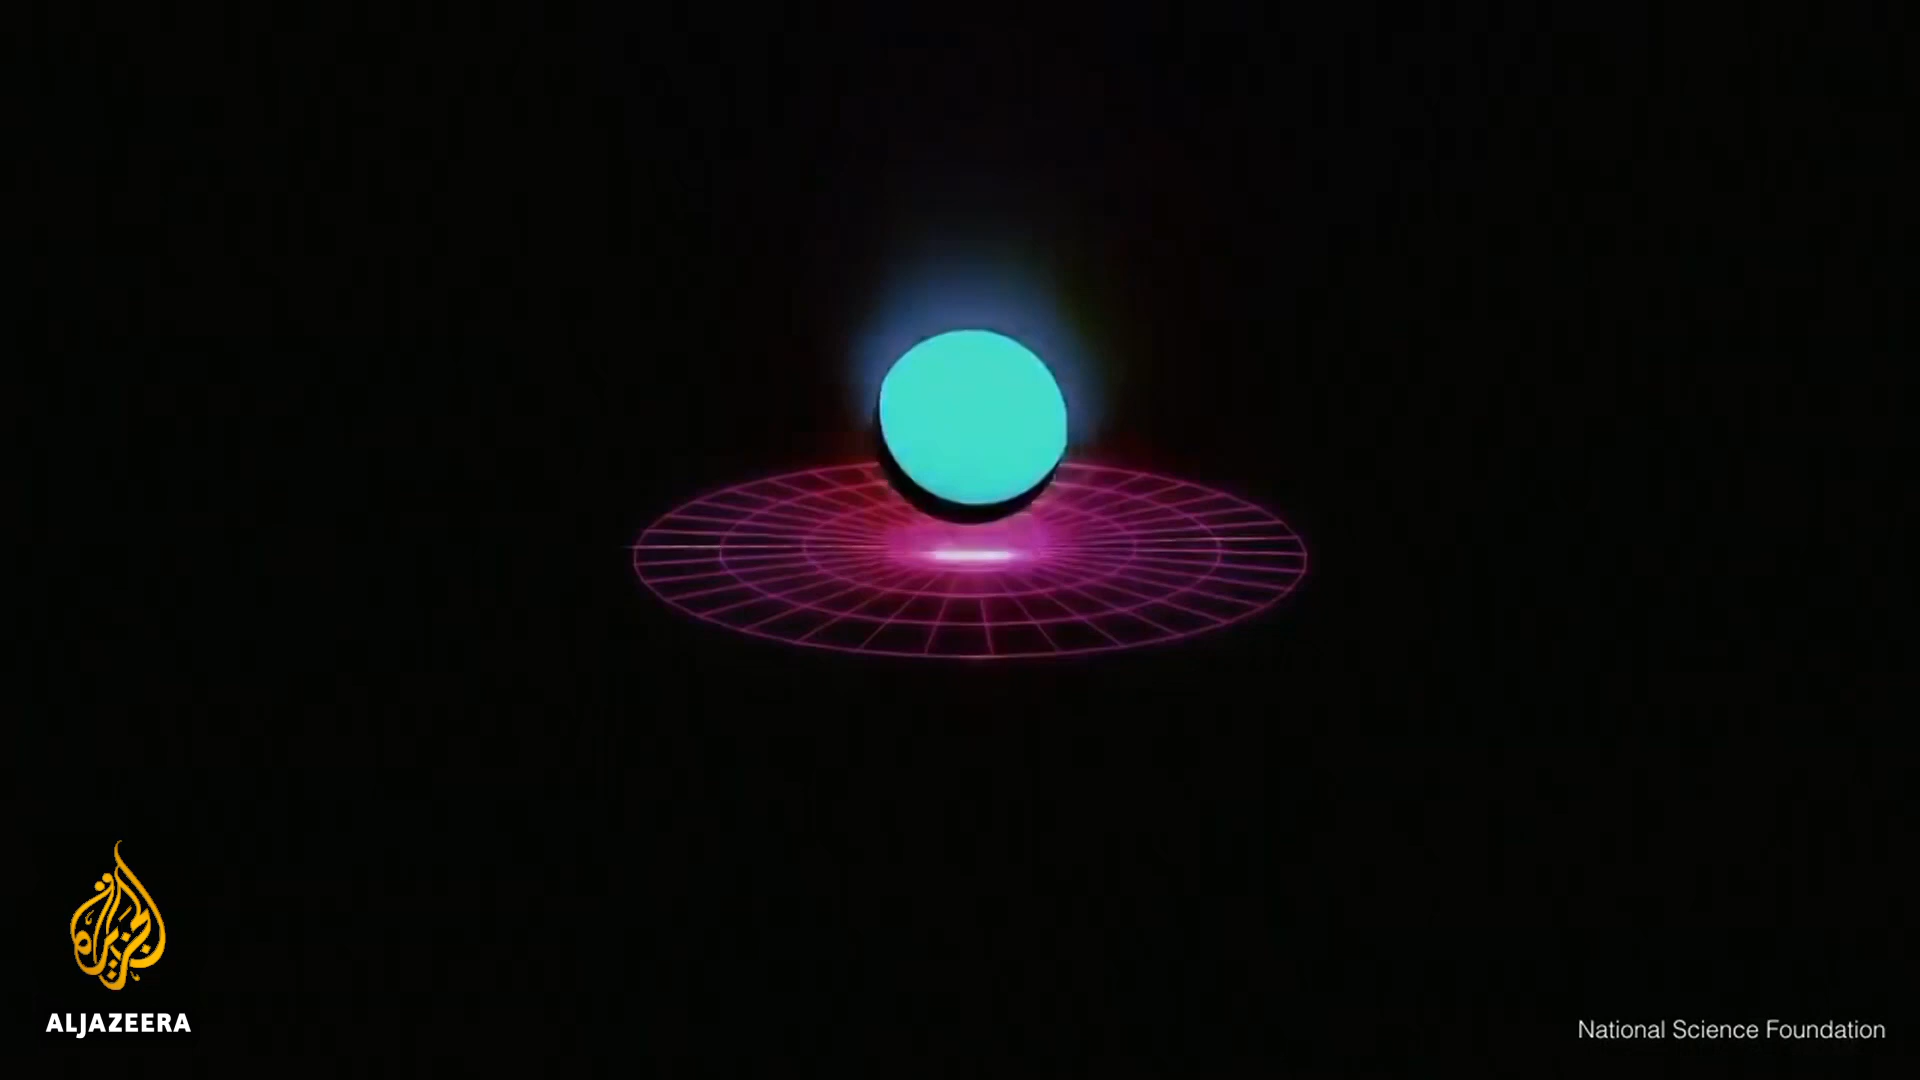 الجزيرة
ALJAZEERA
National Science Foundation